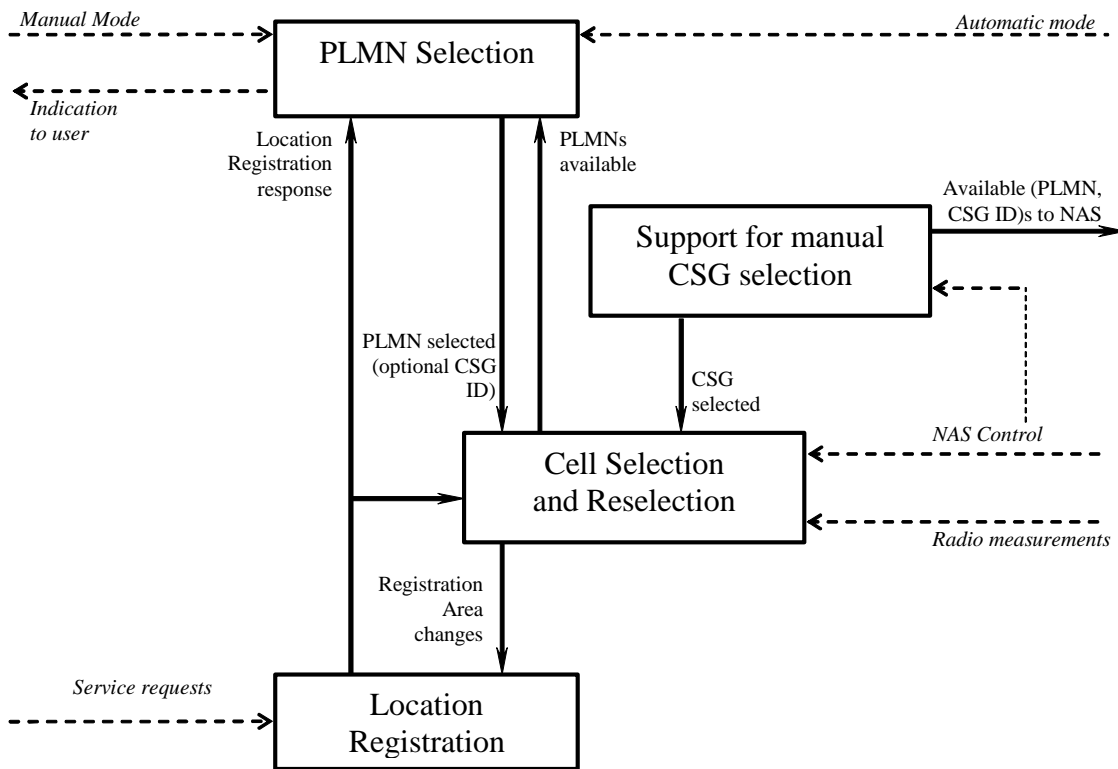 Manual Mode
Automatic mode
PLMN Selection
Indication
to user
Location
Registration
response
PLMNs
available
Available (PLMN,
CSG ID)s to NAS
Support for manual
CSG selection
PLMN selected
(optional CSG
ID)
CSG
selected
NAS Control
Cell Selection
and Reselection
Radio measurements
Registration
Area
changes
Service requests
Location
Registration